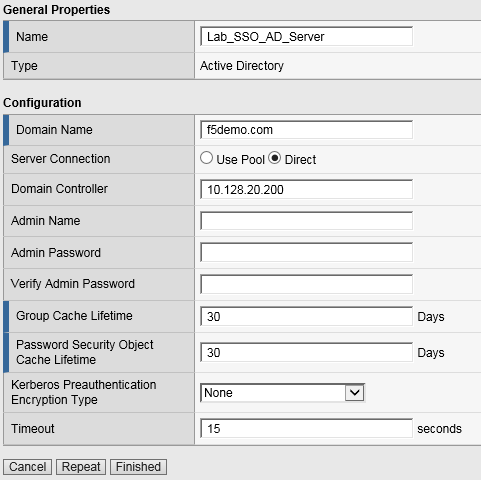 General Properties
Name Lab_SSO_AD_Server
Type Active Directory
Configuration
Domain Name f5demo.com
Server Connection Use Pool Direct
Domain Controller 10.128.20.200
Admin Name
Admin Password
Verify Admin Password
Group Cache Lifetime 30 Days
Password Security Object
Cache Lifetime 30 Days
Kerberos Preauthentication
Encryption Type None
Timeout 15 seconds
Cancel Repeat Finished